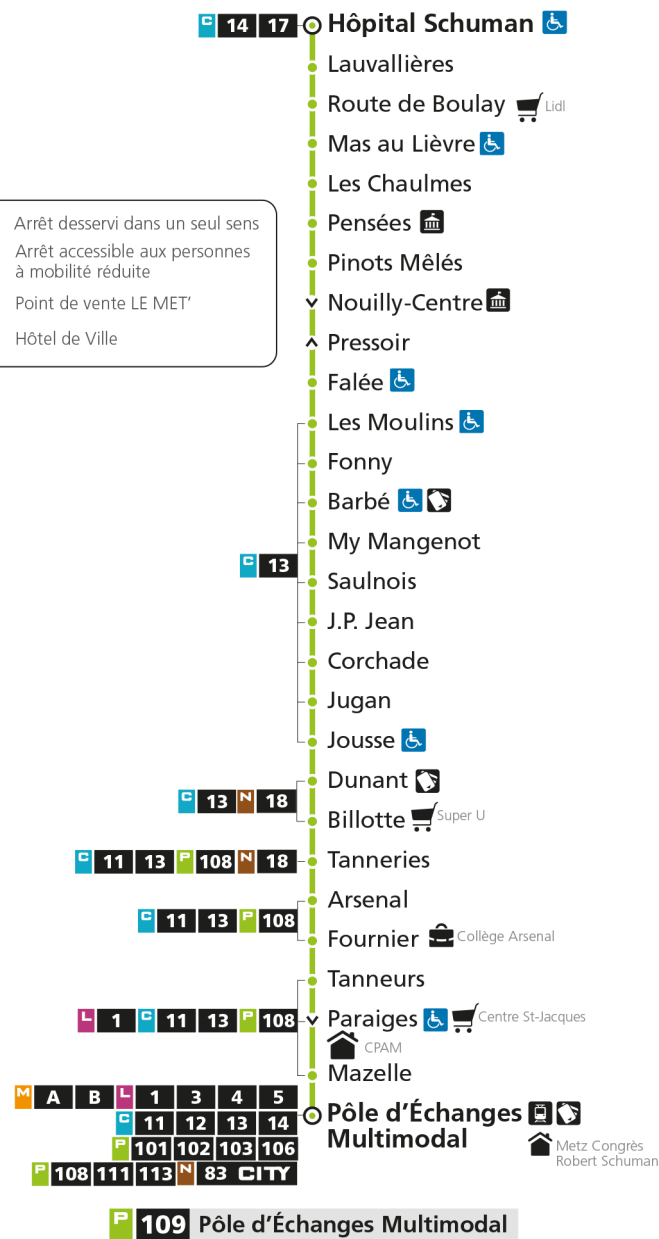 C 14 17 Hôpital Schuman
Lauvallières
Route de Boulay Lidl
Mas au Lièvre
Les Chaulmes
Arrêt desservi dans un seul sens
Arrêt accessible aux personnes
à mobilité réduite
Point de vente LE MET'
Hôtel de Ville
Pensées
Pinots Mêlés
Nouilly-Centre
Pressoir
Falée
Les Moulins
Fonny
Barbé
My Mangenot
C 13
Saulnois
J.P. Jean
Corchade
Jugan
Jousse
Dunant
C 13 N 18
Billotte Super U
C 11 13 P 108 N 18 Tanneries
Arsenal
C 11 13 P 108
Fournier Collège Arsenal
Tanneurs
L 1 C 11 13 P 108 Paraiges Centre St-Jacques
CPAM
Mazelle
M A B L 1 3 4 5
C 11 12 13 14
P 101 102 103 106
P 108 111 113 N 83 CITY
Pôle d'Échanges
Multimodal
Metz Congrès
Robert Schuman
P 109 Pôle d'Échanges Multimodal